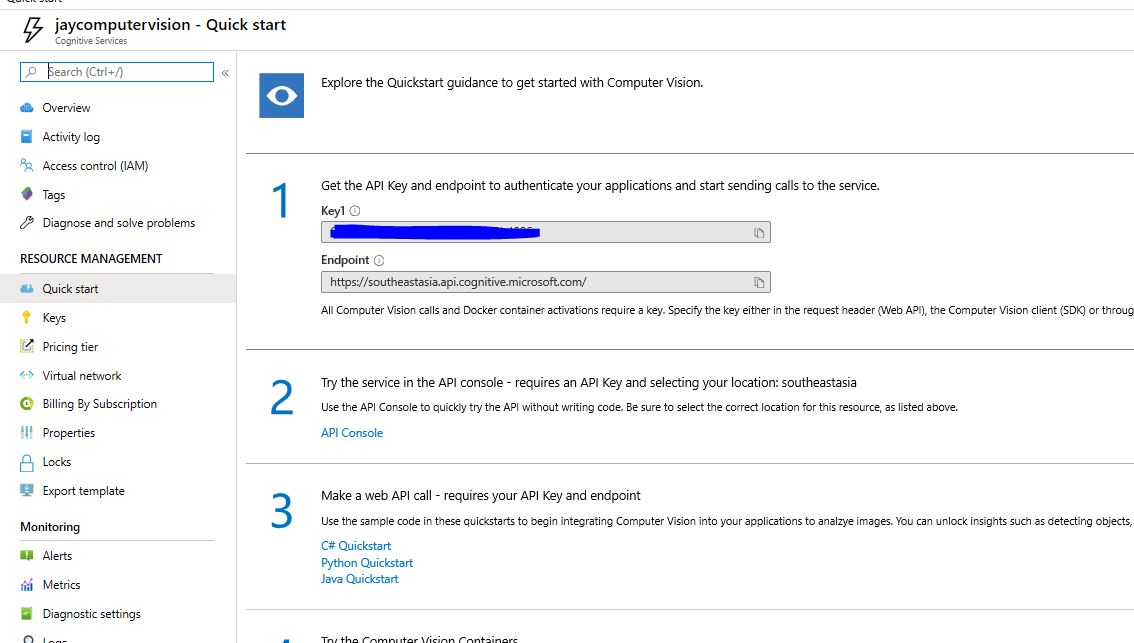 Quick start
jaycomputervision - Quick start
Cognitive Services
Search (Ctrl+/)
«
Overview
Activity log
Access control (IAM)
Tags
Diagnose and solve problems
RESOURCE MANAGEMENT
Quick start
Keys
Pricing tier
Virtual network
Billing By Subscription
Properties
Locks
Export template
Monitoring
Alerts
Metrics
Diagnostic settings
Logs
Explore the Quickstart guidance to get started with Computer Vision.
1
Get the API Key and endpoint to authenticate your applications and start sending calls to the service.
Key1
Endpoint
https://southeastasia.api.cognitive.microsoft.com/
All Computer Vision calls and Docker container activations require a key. Specify the key either in the request header (Web API), the Computer Vision client (SDK) or throug
2
Try the service in the API console - requires an API Key and selecting your location: southeastasia
Use the API Console to quickly try the API without writing code. Be sure to select the correct location for this resource, as listed above.
API Console
3
Make a web API call - requires your API Key and endpoint
Use the sample code in these quickstarts to begin integrating Computer Vision into your applications to analzye images. You can unlock insights such as detecting objects,
C# Quickstart
Python Quickstart
Java Quickstart
Try the Computer Vision Containers